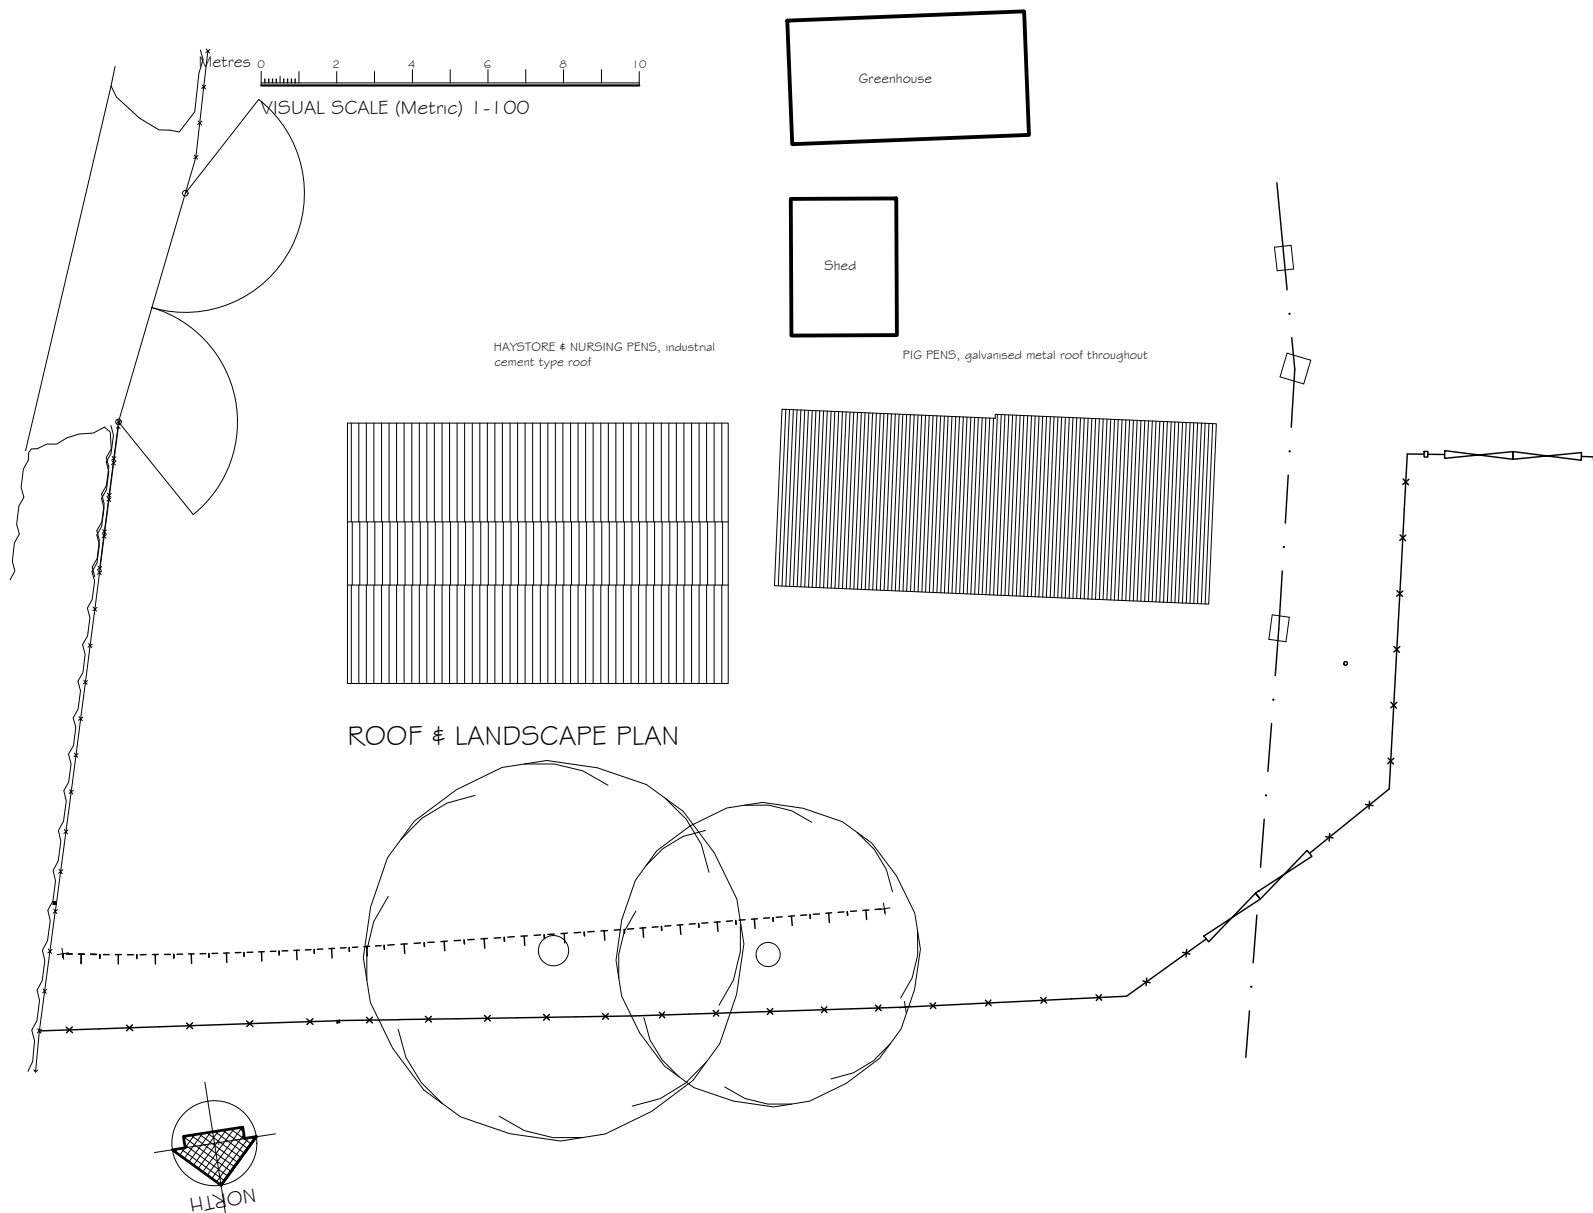 Metres 0 2 4 6 8 10
VISUAL SCALE (Metric) 1-100
Greenhouse
Shed
HAYSTORE & NURSING PENS, industrial
cement type roof
PIG PENS, galvanised metal roof throughout
ROOF & LANDSCAPE PLAN
NORTH